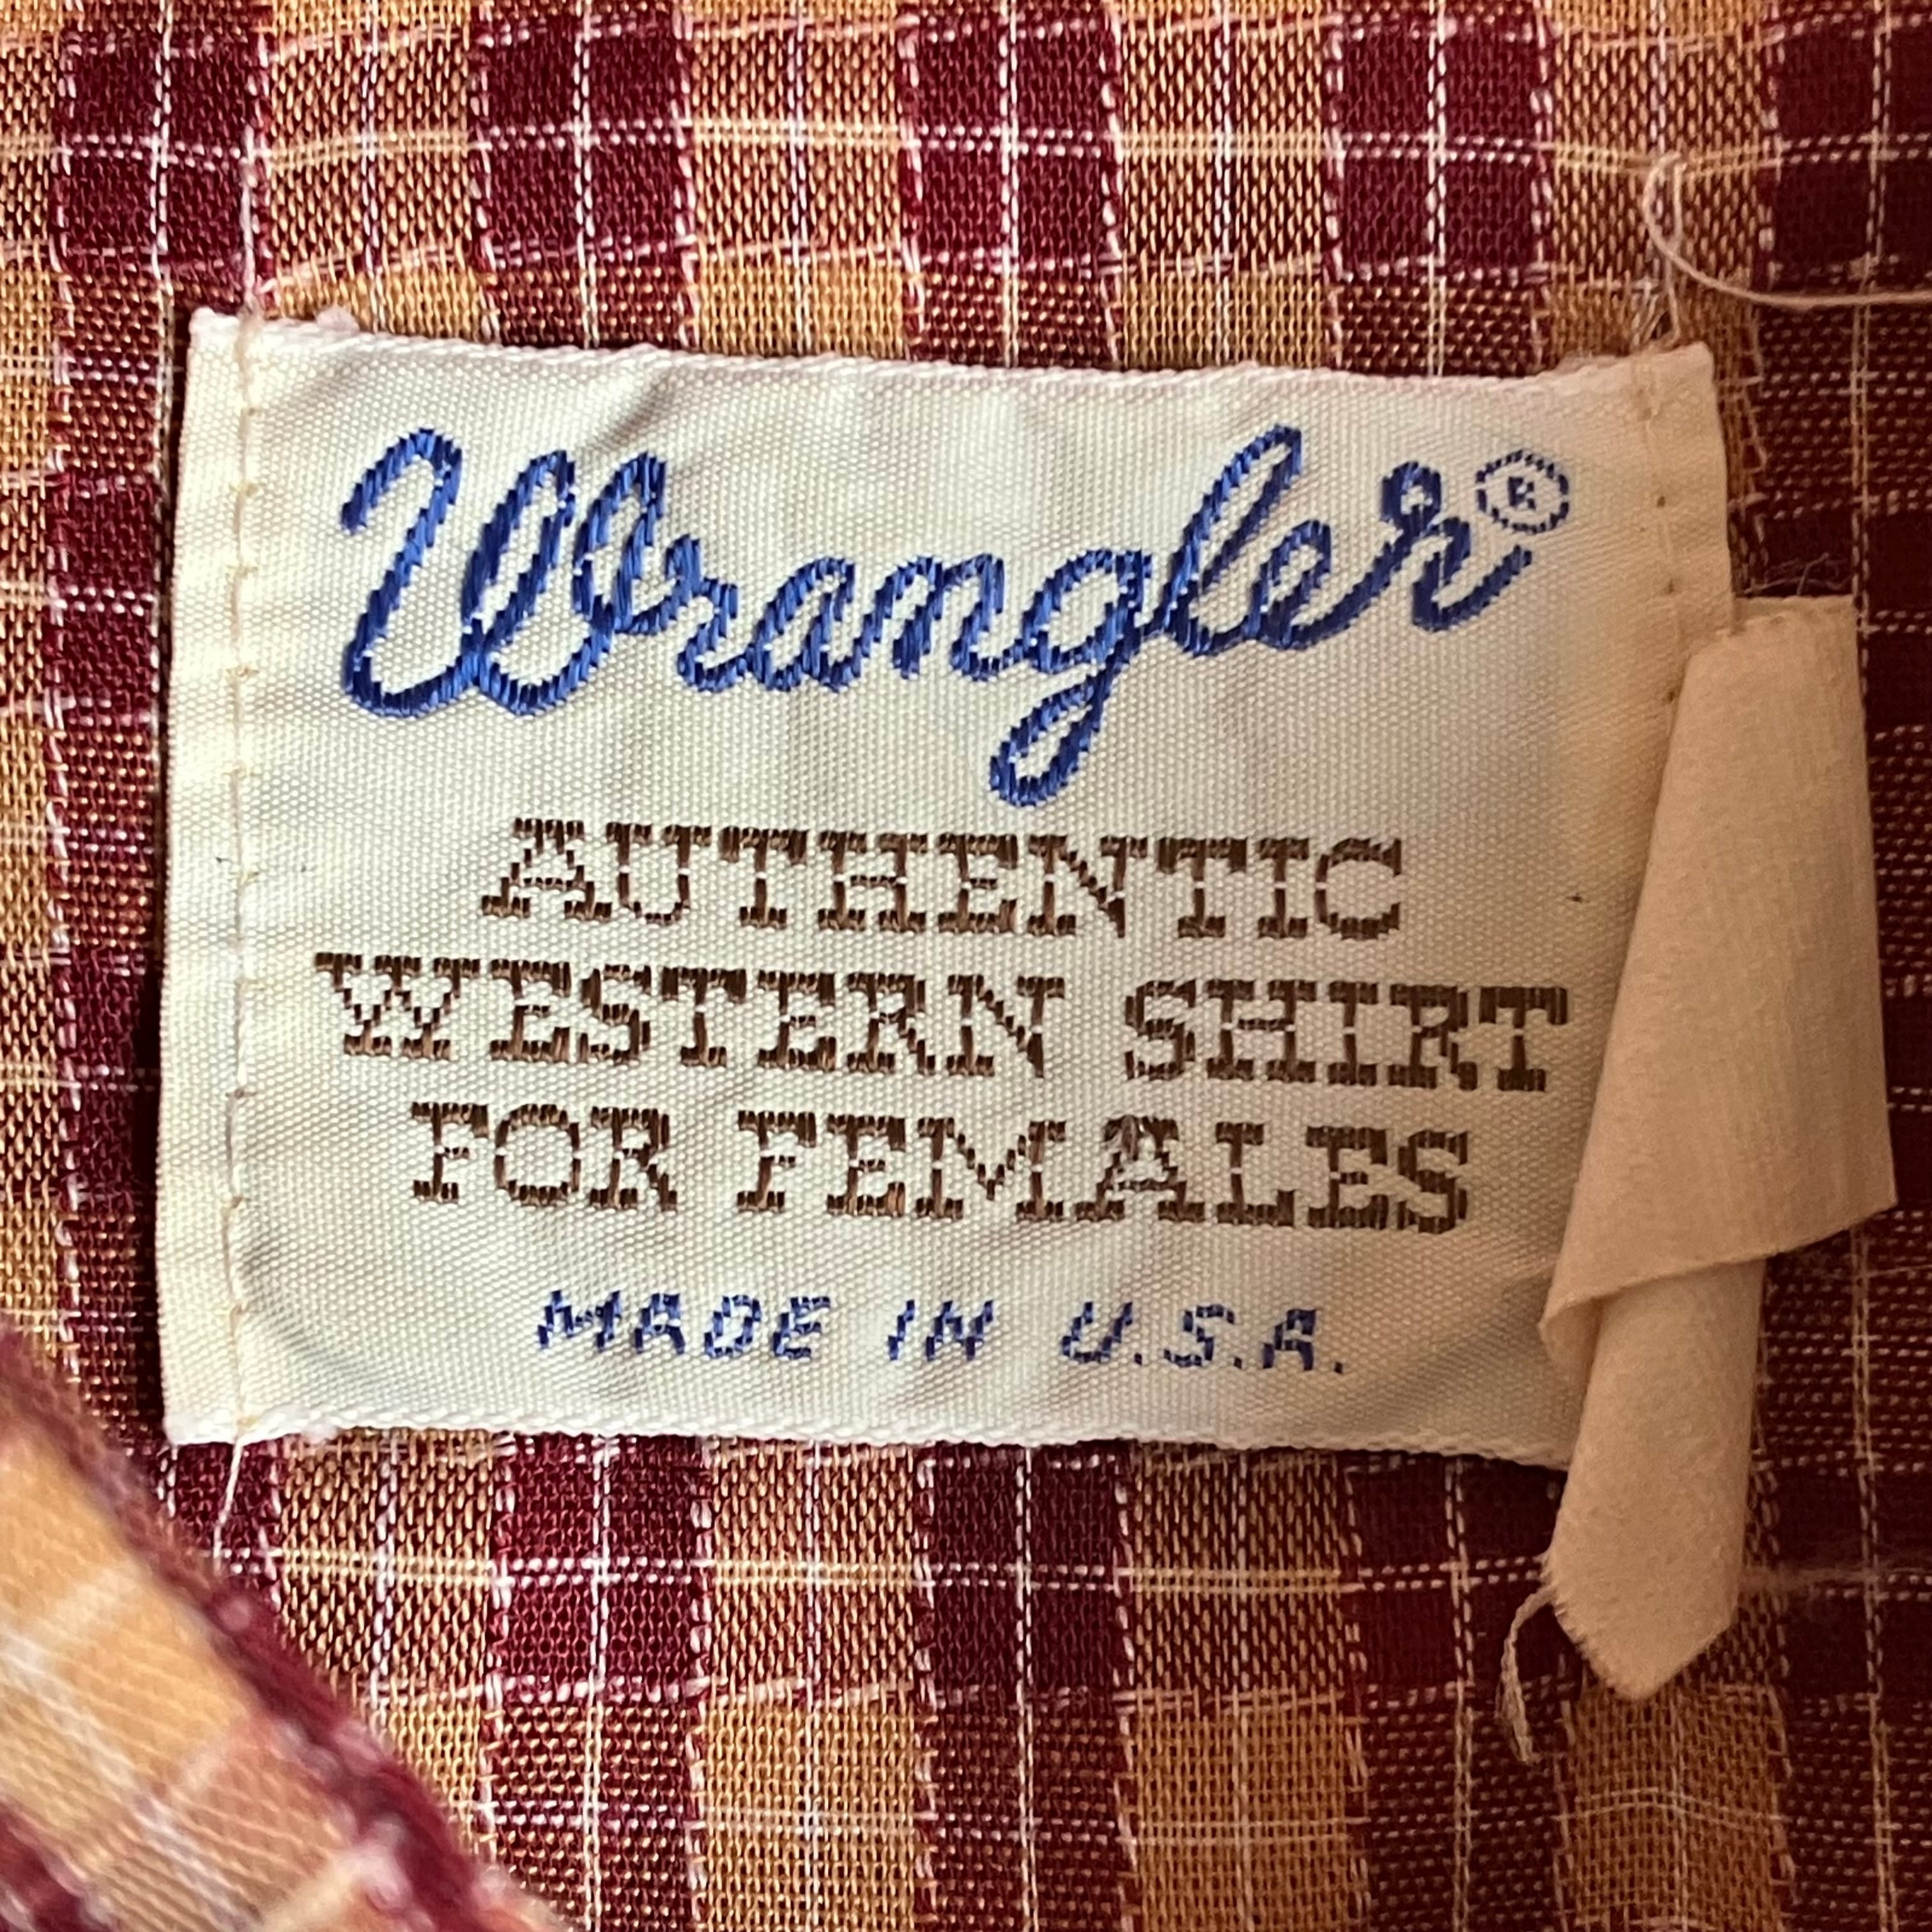 Wrangler®
AUTHENTIC
WESTERN SHIRT
FOR FEMALES
MADE IN U.S.A.